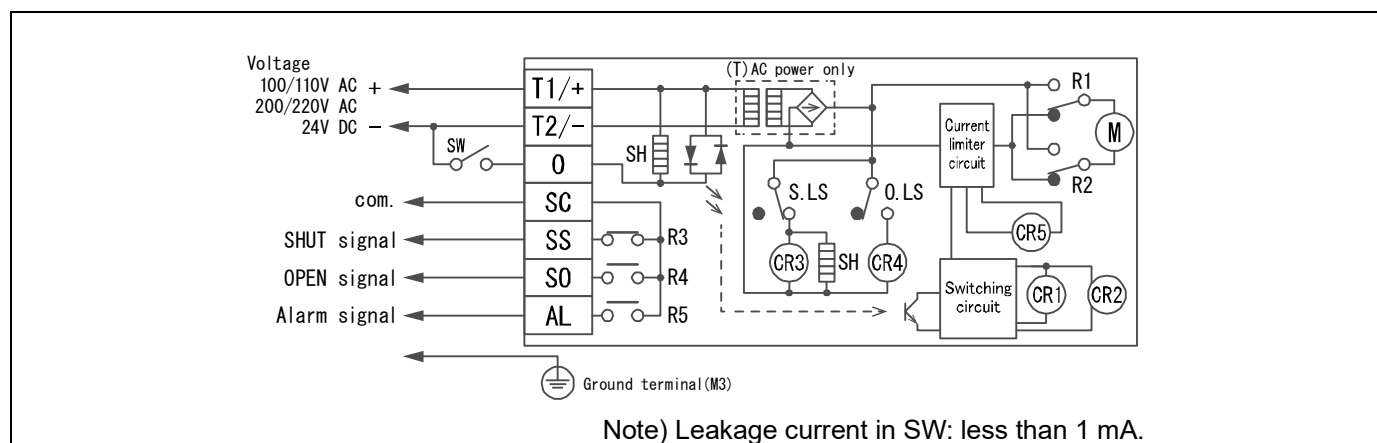 Voltage
100/110V AC +
200/220V AC
24V DC -
SW
com.
SHUT signal
OPEN signal
Alarm signal
T1/+
T2/-
O
SC
SS
SO
AL
R3
R4
R5
SH
(T)AC power only
S.LS
O.LS
CR3
SH
CR4
Current
limiter
circuit
R1
M
R2
CR5
Switching
circuit
CR1
CR2
Ground terminal(M3)
Note) Leakage current in SW: less than 1 mA.